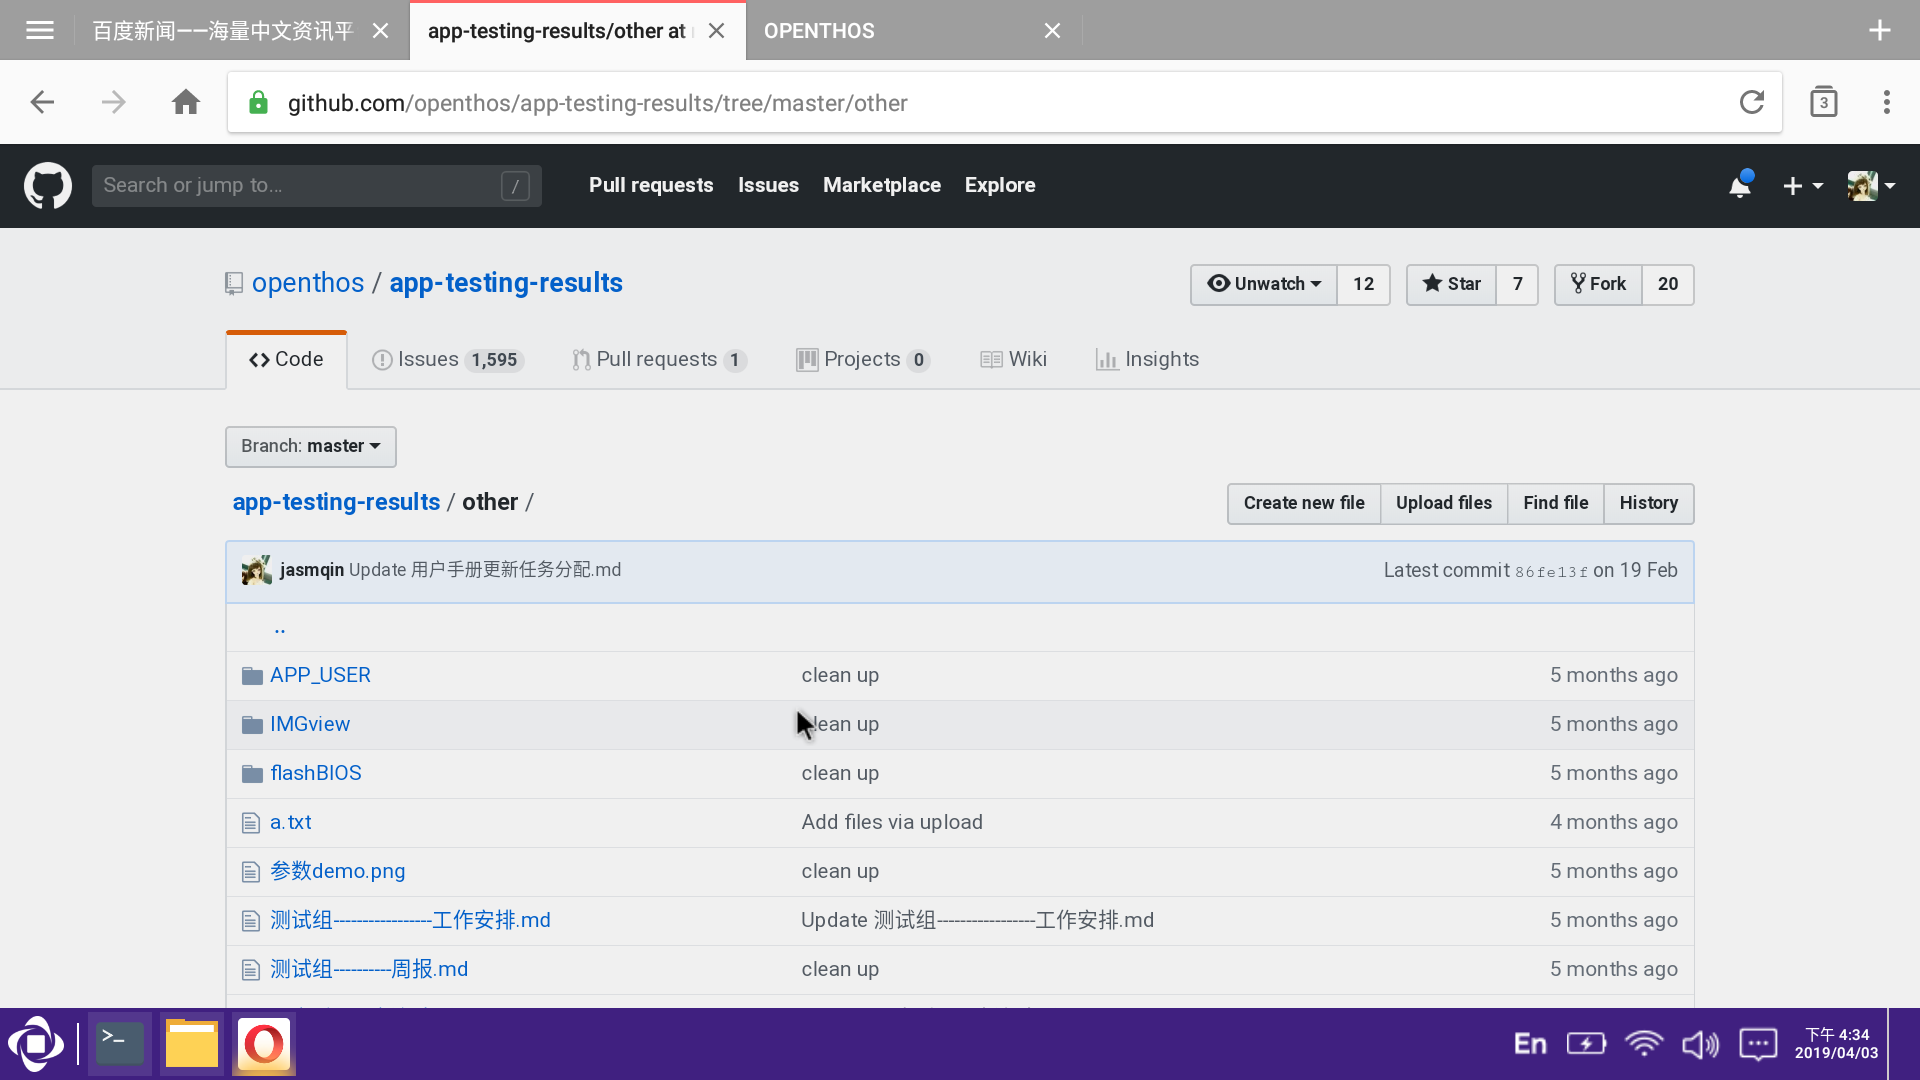 百度新闻——海量中文资讯平
app-testing-results/other at
OPENTHOS
github.com/openthos/app-testing-results/tree/master/other
3
Search or jump to...
/
Pull requests Issues Marketplace Explore
openthos / app-testing-results
Unwatch 12
Star 7
Fork 20
Code
Issues 1,595
Pull requests 1
Projects 0
Wiki
Insights
Branch: master
app-testing-results / other /
Create new file Upload files Find file History
jasmqin Update 用户手册更新任务分配.md
Latest commit 86fe13f on 19 Feb
..
APP_USER clean up 5 months ago
IMGview clean up 5 months ago
flashBIOS clean up 5 months ago
a.txt Add files via upload 4 months ago
参数demo.png clean up 5 months ago
测试组-----------------工作安排.md Update 测试组-----------------工作安排.md 5 months ago
测试组----------周报.md clean up 5 months ago
>_
En
下午 4:34
2019/04/03